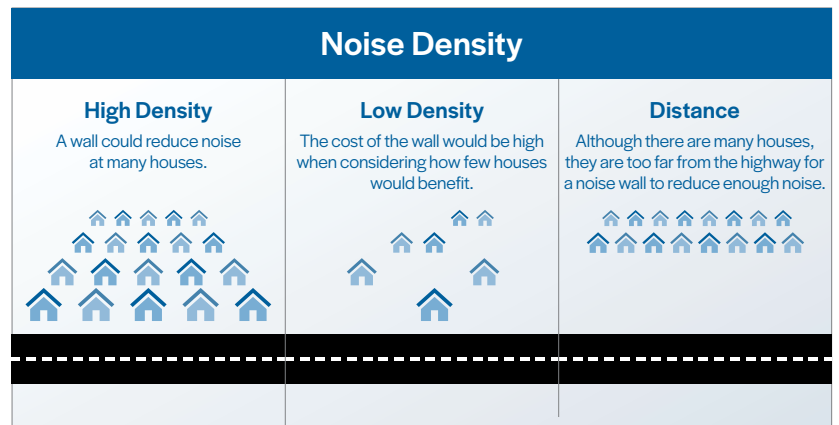 Noise Density
High Density
A wall could reduce noise
at many houses.
Low Density
The cost of the wall would be high
when considering how few houses
would benefit.
Distance
Although there are many houses,
they are too far from the highway for
a noise wall to reduce enough noise.